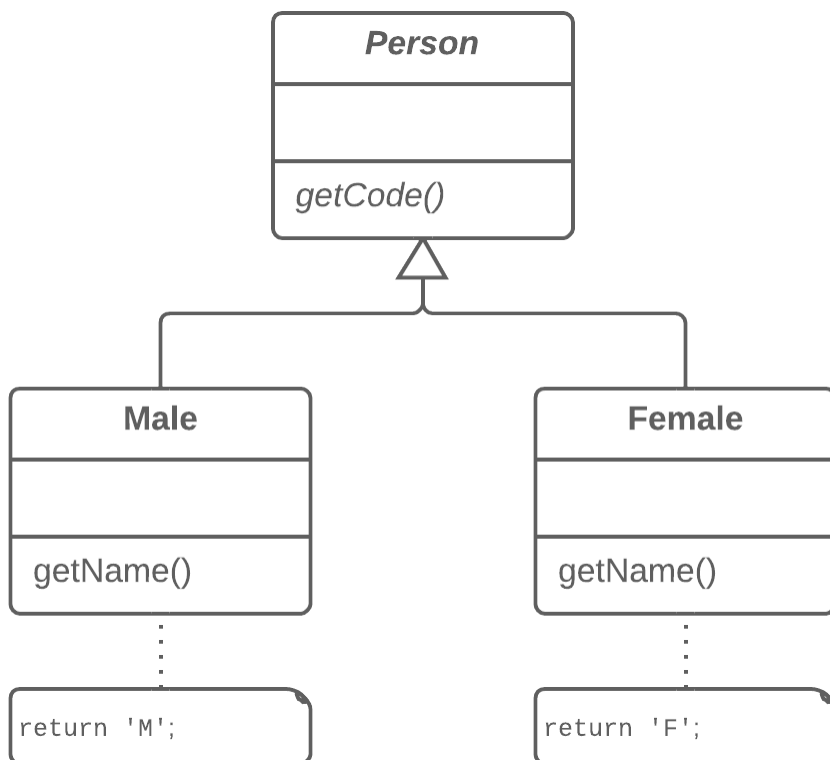 Person
getCode()
Male
Female
getName()
getName()
return 'M';
return 'F';